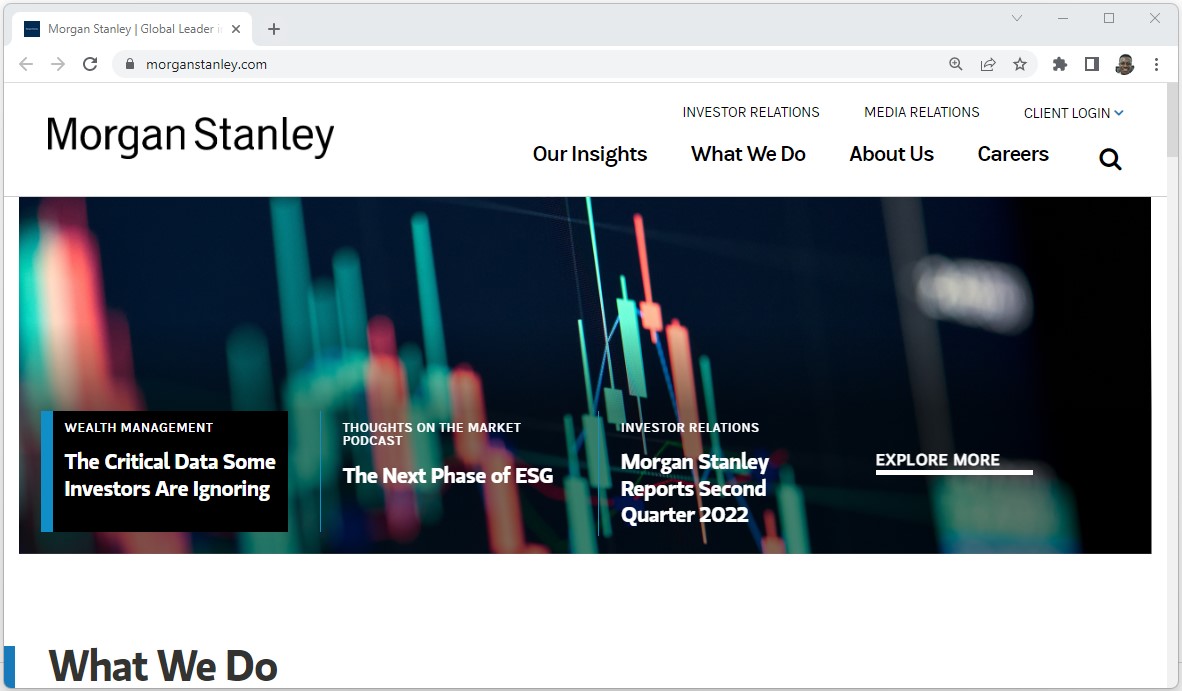 Morgan Stanley | Global Leader i
morganstanley.com
INVESTOR RELATIONS
MEDIA RELATIONS
CLIENT LOGIN
Morgan Stanley
Our Insights
What We Do
About Us
Careers
WEALTH MANAGEMENT
The Critical Data Some
Investors Are Ignoring
THOUGHTS ON THE MARKET
PODCAST
The Next Phase of ESG
INVESTOR RELATIONS
Morgan Stanley
Reports Second
Quarter 2022
EXPLORE MORE
What We Do